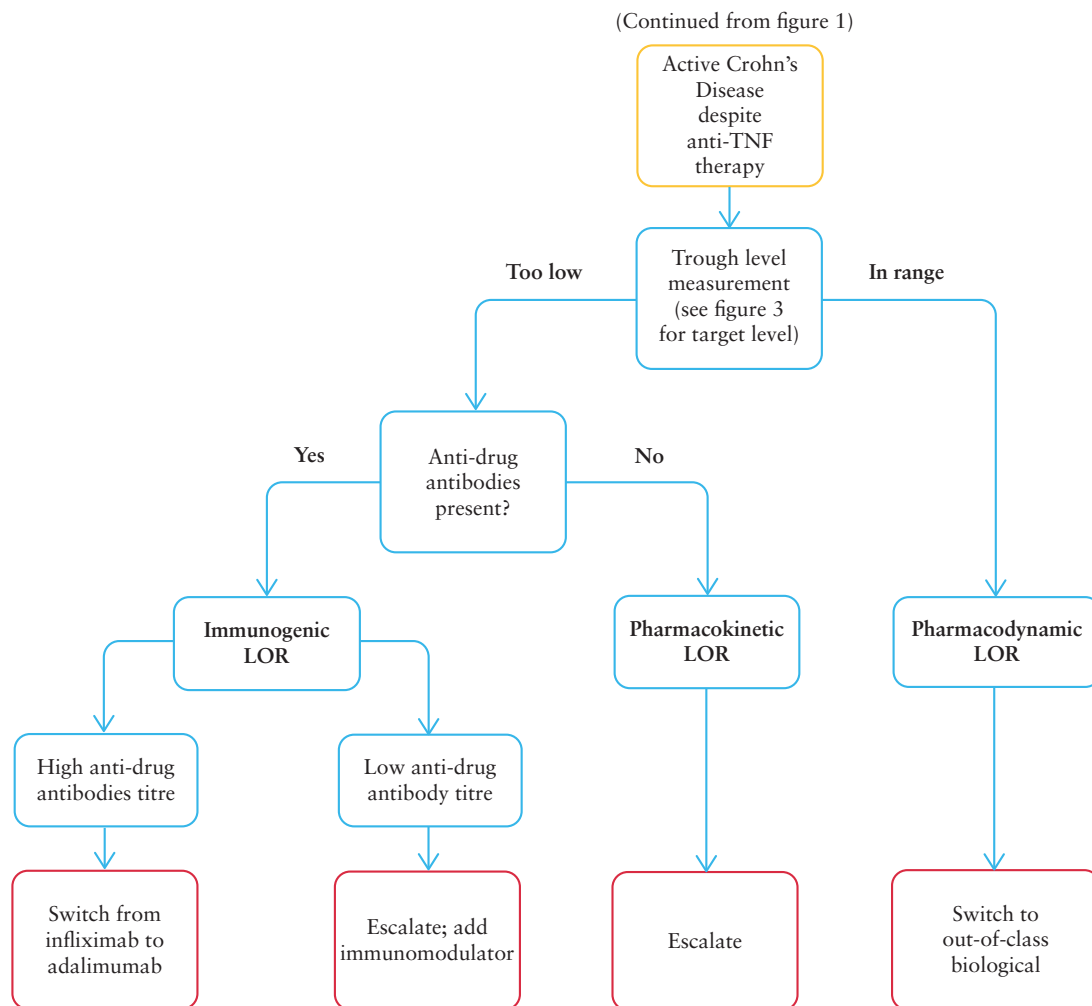 (Continued from figure 1)
Active Crohn's
Disease
despite
anti-TNF
therapy
Trough level
measurement
(see figure 3
for target level)
Too low
In range
Anti-drug
antibodies
present?
Yes
No
Immunogenic
LOR
Pharmacokinetic
LOR
Pharmacodynamic
LOR
High anti-drug
antibodies titre
Low anti-drug
antibody titre
Switch from
infliximab to
adalimumab
Escalate; add
immunomodulator
Escalate
Switch to
out-of-class
biological